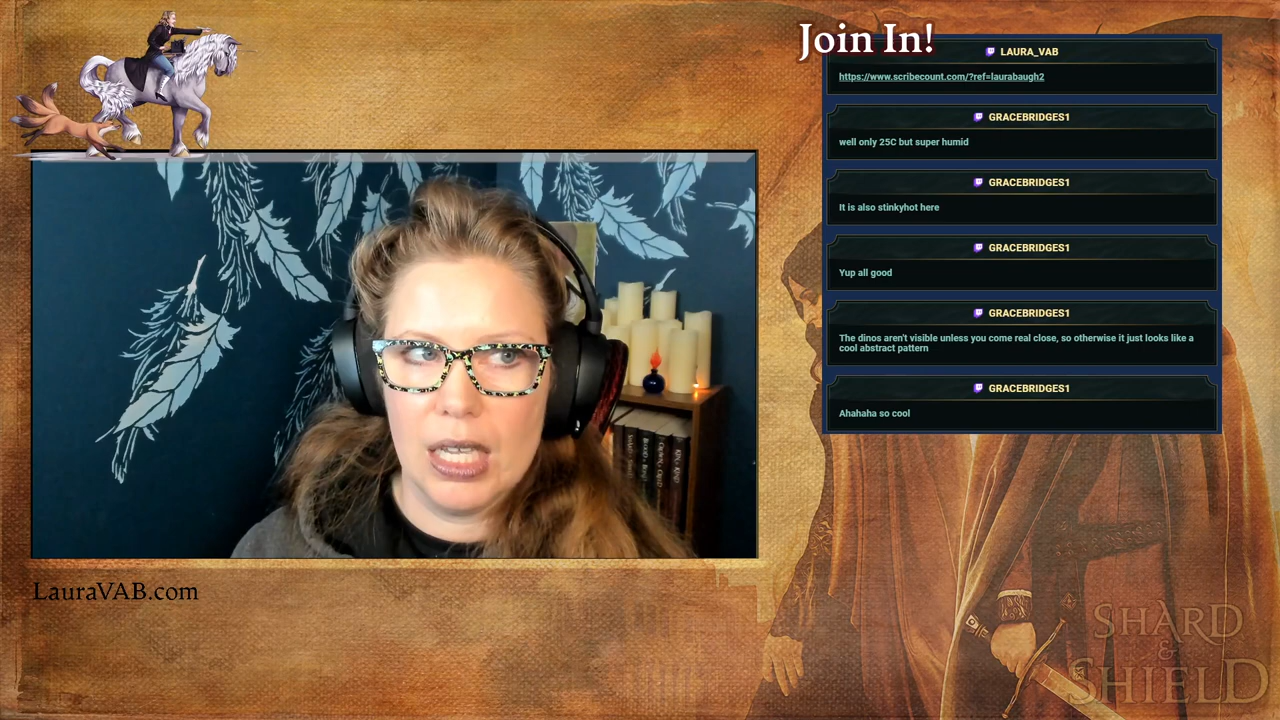 Join In!
LAURA_VAB
https://www.scribecount.com/?ref=laurabaugh2
GRACEBRIDGES1
well only 25C but super humid
GRACEBRIDGES1
It is also stinkyhot here
GRACEBRIDGES1
Yup all good
GRACEBRIDGES1
The dinos aren't visible unless you come real close, so otherwise it just looks like a
cool abstract pattern
GRACEBRIDGES1
Ahahaha so cool
LauraVAB.com
SHARD
&
SHIELD